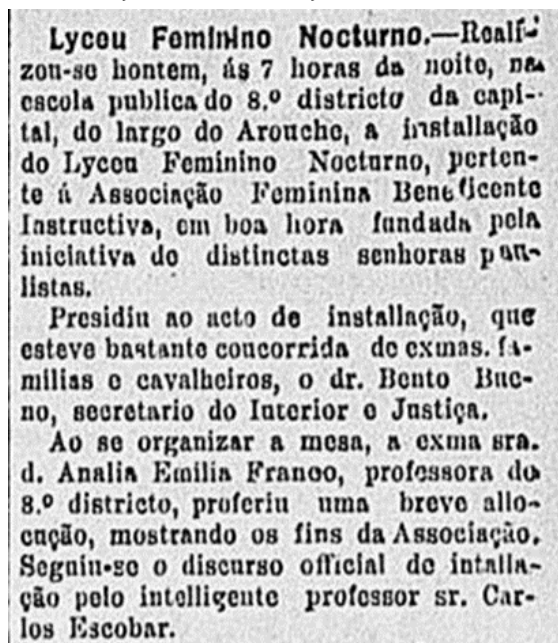 Lyceu Feminino Nocturno.—Reali-
zou-se hontem, ás 7 horas da noite, na
escola publica do 8.º districto da capi-
tal, do largo do Arouche, a installação
do Lyceu Feminino Nocturno, perten-
te á Associação Feminina Beneficente
Instructiva, em boa hora fundada pela
iniciativa de distinctas senhoras pau-
listas.
Presidiu ao acto de installação, que
esteve bastante concorrida de exmas. fa-
milias e cavalheiros, o dr. Bento Bue-
no, secretario do Interior e Justiça.
Ao se organizar a mesa, a exma sra.
d. Analia Emilia Franco, professora do
8.º districto, proferiu uma breve allo-
cução, mostrando os fins da Associação.
Seguiu-se o discurso official de intalla-
ção pelo intelligente professor sr. Car-
los Escobar.